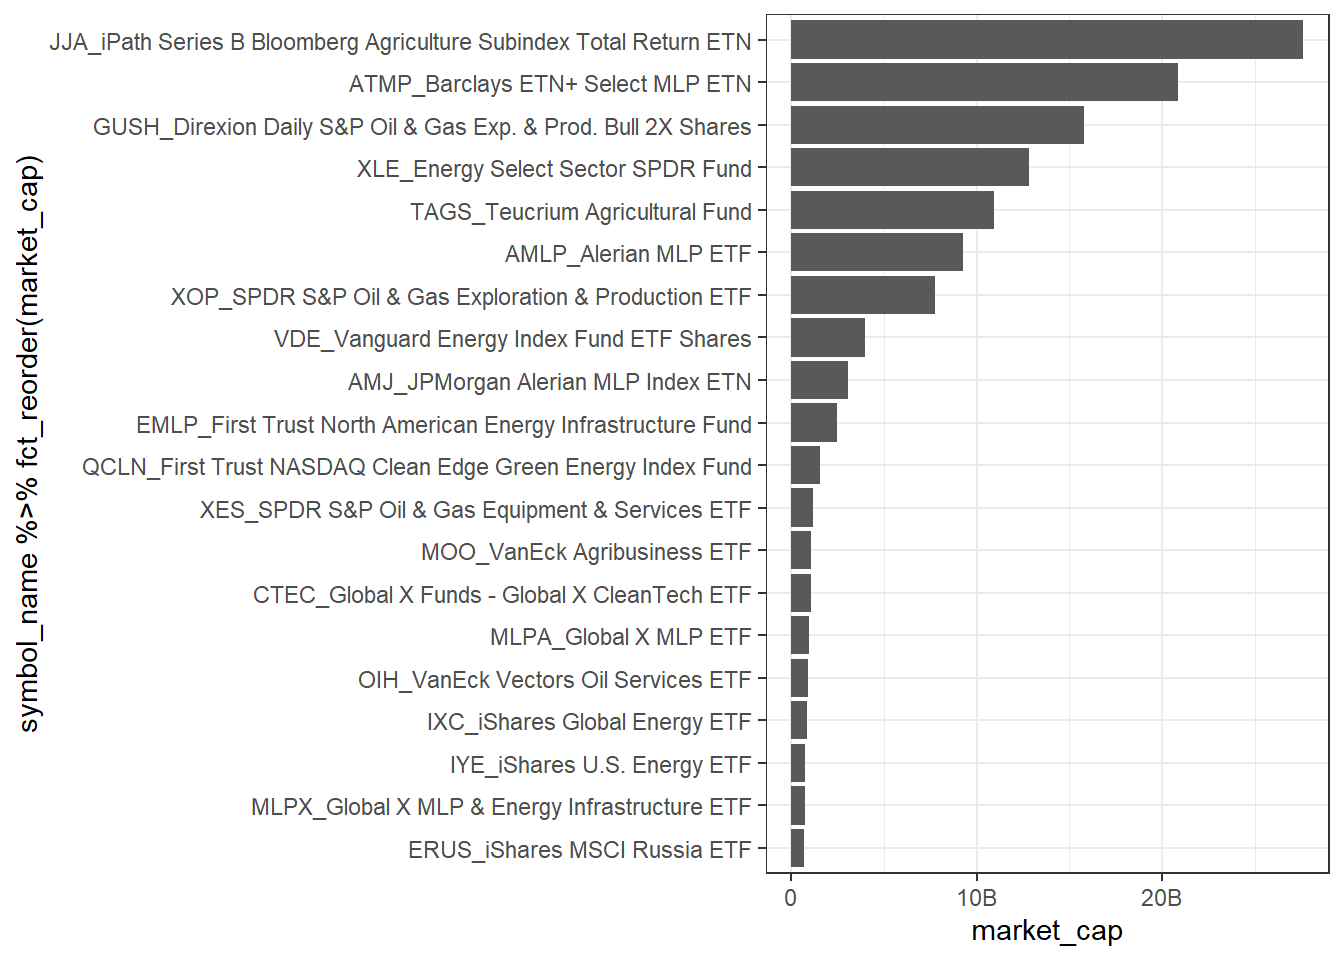 symbol_name %>% fct_reorder(market_cap)
JJA_iPath Series B Bloomberg Agriculture Subindex Total Return ETN
ATMP_Barclays ETN+ Select MLP ETN
GUSH_Direxion Daily S&P Oil & Gas Exp. & Prod. Bull 2X Shares
XLE_Energy Select Sector SPDR Fund
TAGS_Teucrium Agricultural Fund
AMLP_Alerian MLP ETF
XOP_SPDR S&P Oil & Gas Exploration & Production ETF
VDE_Vanguard Energy Index Fund ETF Shares
AMJ_JPMorgan Alerian MLP Index ETN
EMLP_First Trust North American Energy Infrastructure Fund
QCLN_First Trust NASDAQ Clean Edge Green Energy Index Fund
XES_SPDR S&P Oil & Gas Equipment & Services ETF
MOO_VanEck Agribusiness ETF
CTEC_Global X Funds - Global X CleanTech ETF
MLPA_Global X MLP ETF
OIH_VanEck Vectors Oil Services ETF
IXC_iShares Global Energy ETF
IYE_iShares U.S. Energy ETF
MLPX_Global X MLP & Energy Infrastructure ETF
ERUS_iShares MSCI Russia ETF
0 10B 20B
market_cap